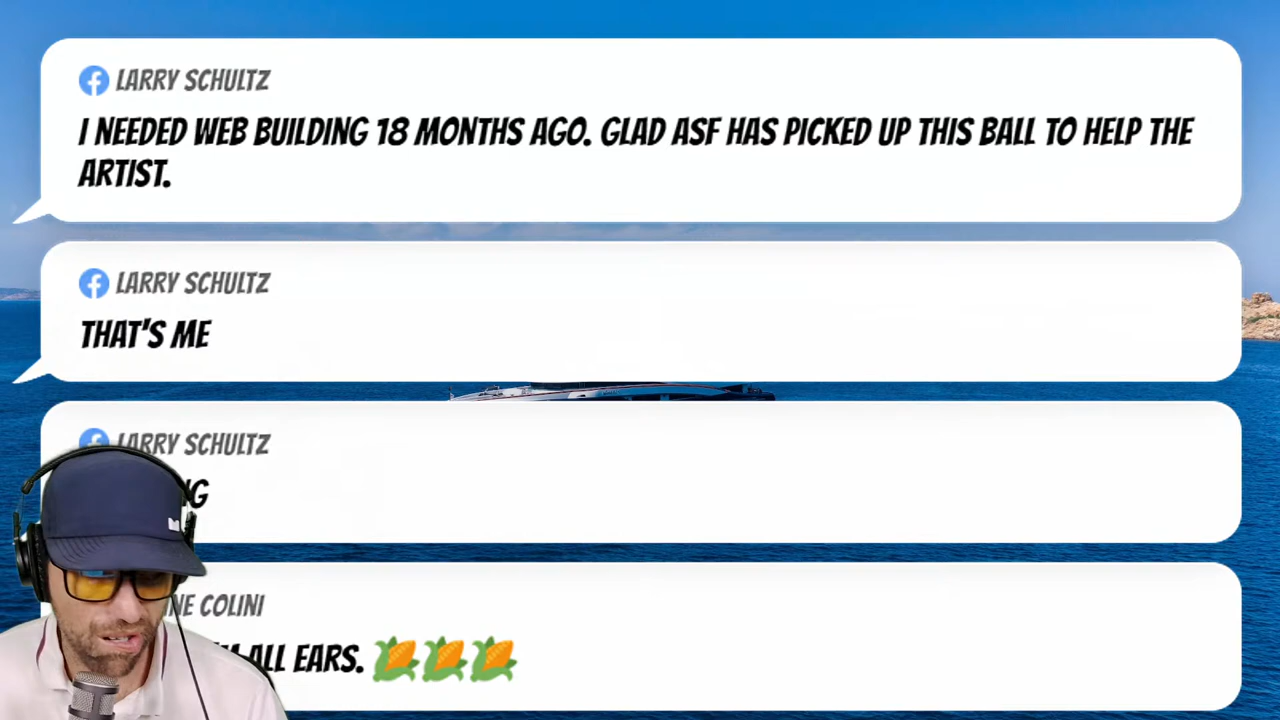 LARRY SCHULTZ
I NEEDED WEB BUILDING 18 MONTHS AGO. GLAD ASF HAS PICKED UP THIS BALL TO HELP THE
ARTIST.
LARRY SCHULTZ
THAT'S ME
LARRY SCHULTZ
COLINI
ALL EARS. 🌽🌽🌽